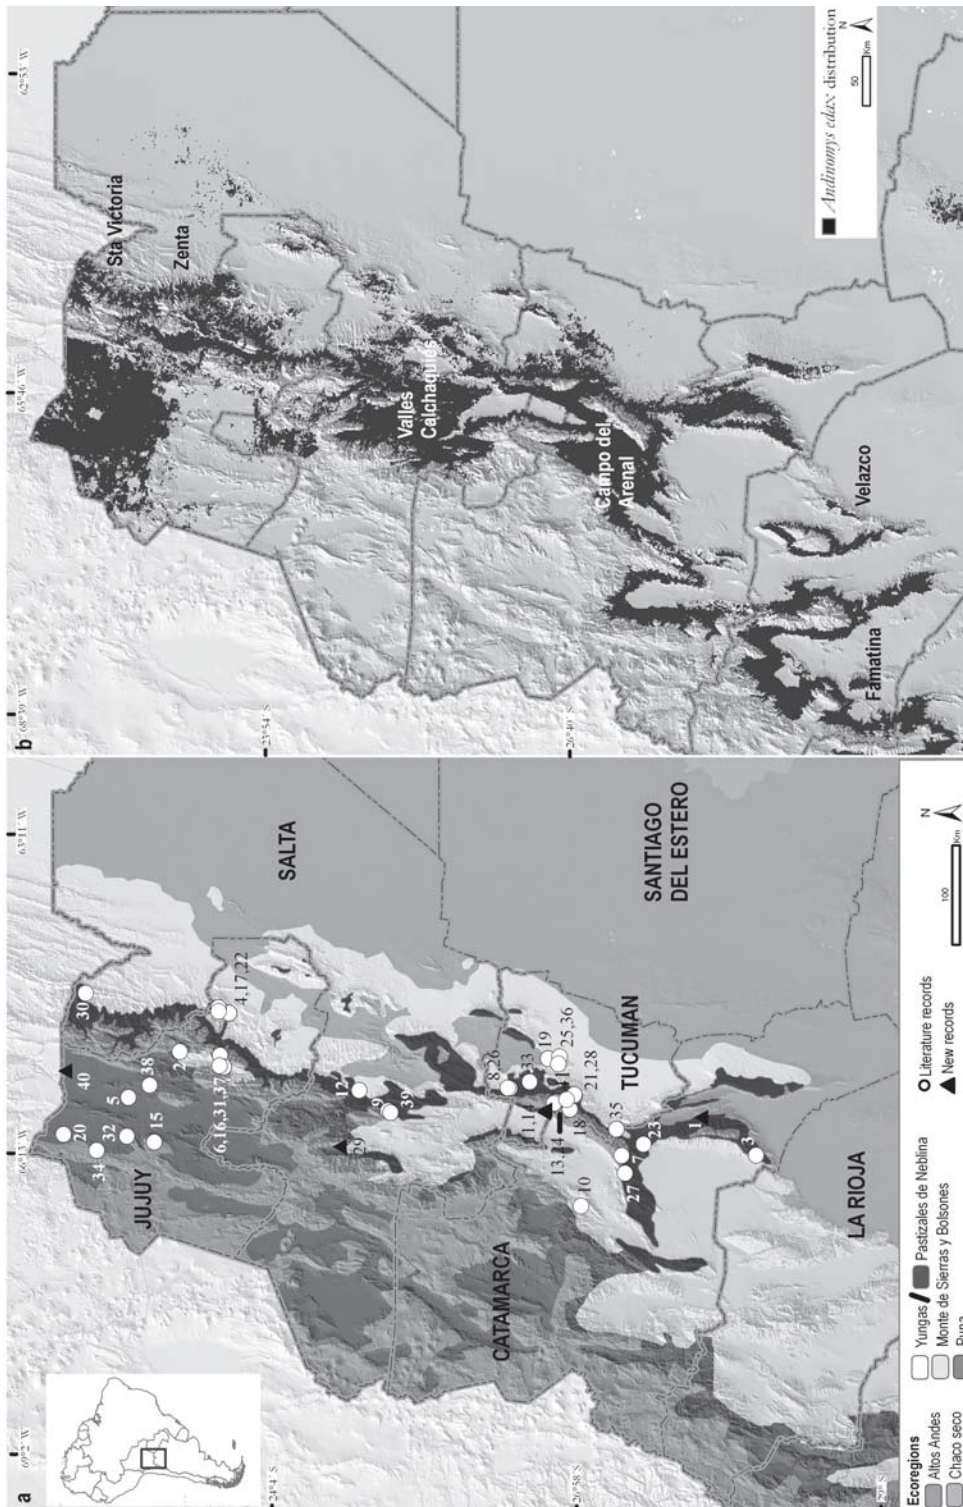 a
69°2' W
66°13' W
63°11' W
24°4' S
26°58' S
JUJUY
SALTA
CATAMARCA
TUCUMÁN
SANTIAGO
DEL ESTERO
LA RIOJA
20
34
32
5
15
38
40
30
2
6,16,31,37
4,17,22
12
9
39
29
8,26
33
19
25,36
21,28
11,14
13,24
18
10
35
7
27
23
1
3
Ecoregions
Altos Andes
Chaco seco
Yungas
Monte de Sierras y Bolsones
Puna
Pastizales de Neblina
Literature records
New records
100
Km
N
b
68°39' W
65°46' W
62°53' W
23°54' S
26°40' S
Sta Victoria
Zenta
Valles
Calchaquíes
Campo del
Arenal
Velazco
Famatina
Andinomys edax distribution
50
Km
N